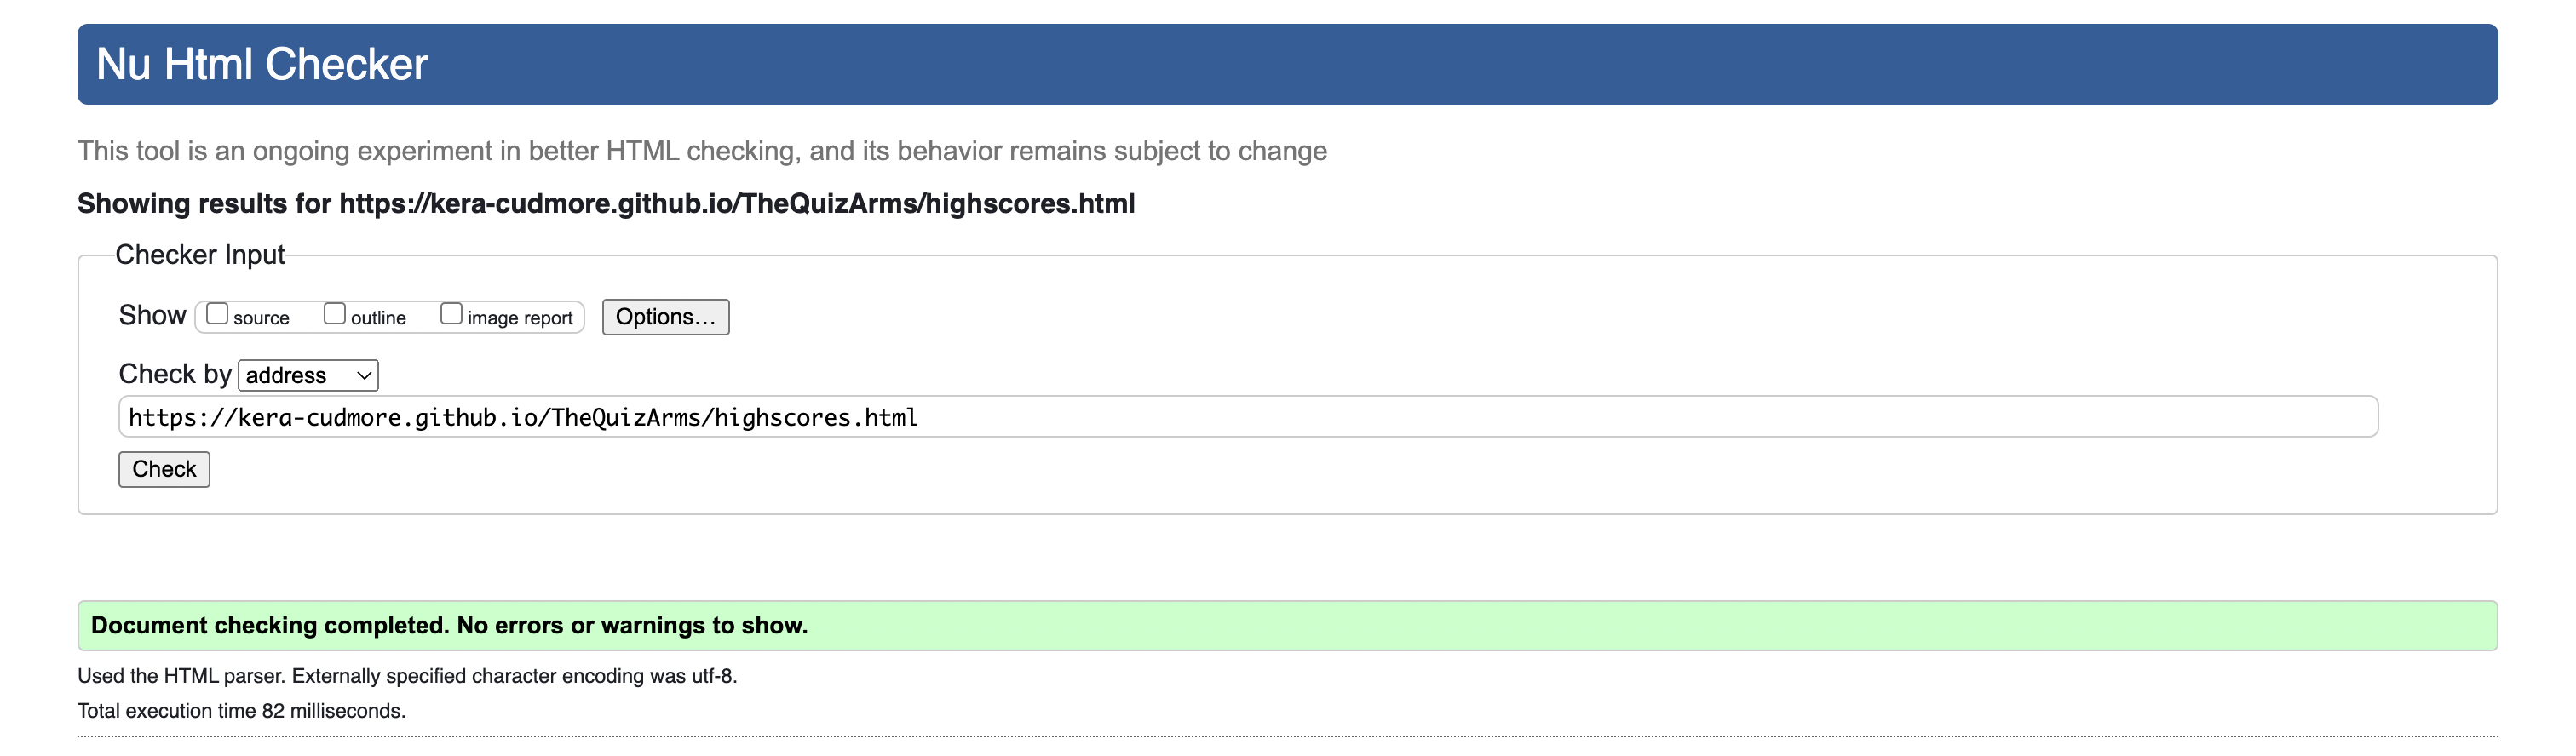 Nu Html Checker
This tool is an ongoing experiment in better HTML checking, and its behavior remains subject to change
Showing results for https://kera-cudmore.github.io/TheQuizArms/highscores.html
Checker Input
Show source outline image report Options...
Check by address
https://kera-cudmore.github.io/TheQuizArms/highscores.html
Check
Document checking completed. No errors or warnings to show.
Used the HTML parser. Externally specified character encoding was utf-8.
Total execution time 82 milliseconds.